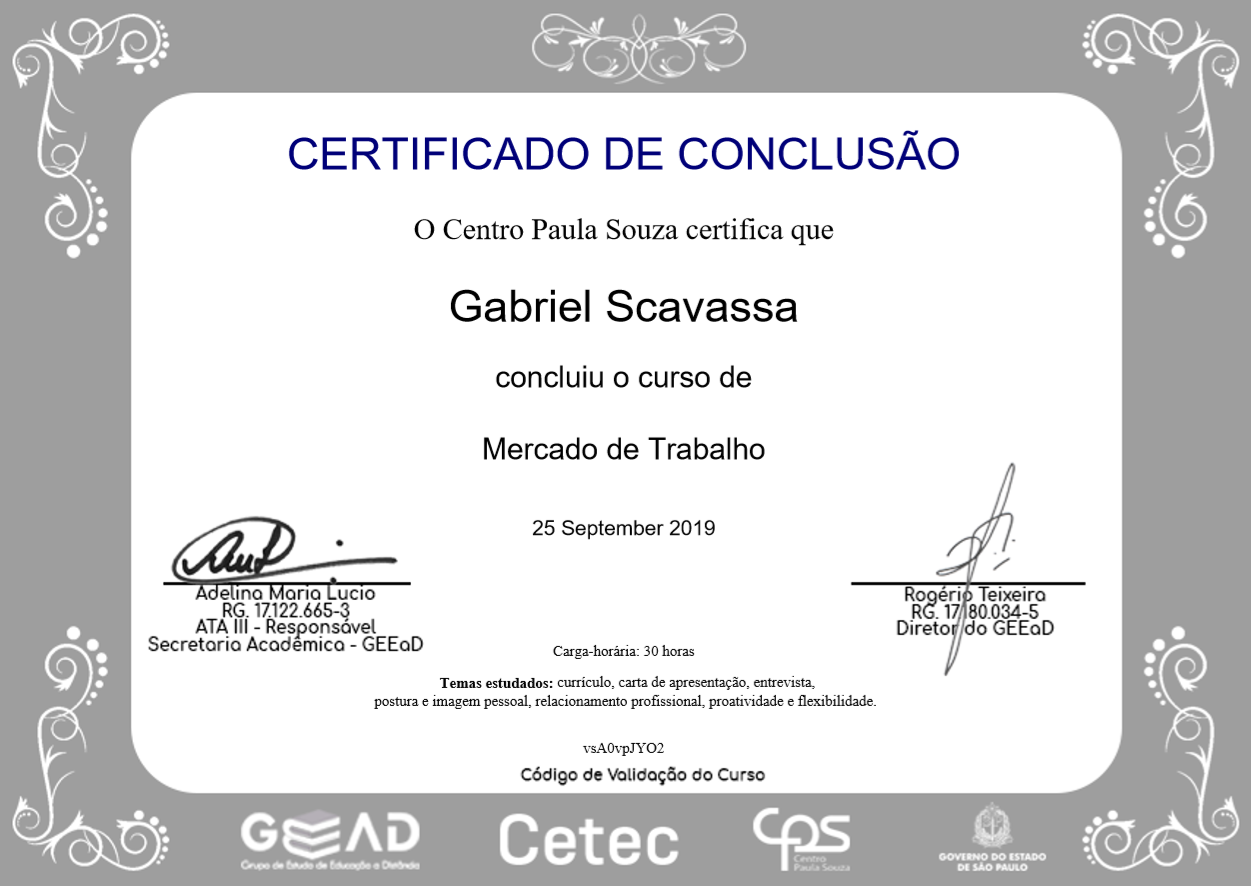 CERTIFICADO DE CONCLUSÃO
O Centro Paula Souza certifica que
Gabriel Scavassa
concluiu o curso de
Mercado de Trabalho
25 September 2019
Adelina Maria Lucio
RG. 17.122.665-3
ATA III - Responsável
Secretaria Acadêmica - GEEaD
Rogério Teixeira
RG. 17.180.034-5
Diretor do GEEaD
Carga-horária: 30 horas
Temas estudados: currículo, carta de apresentação, entrevista,
postura e imagem pessoal, relacionamento profissional, proatividade e flexibilidade.
vsA0vpJYO2
Código de Validação do Curso
GEEAD
Grupo de Estudo de Educação a Distância
Cetec
CPS
Centro
Paula Souza
GOVERNO DO ESTADO
DE SÃO PAULO